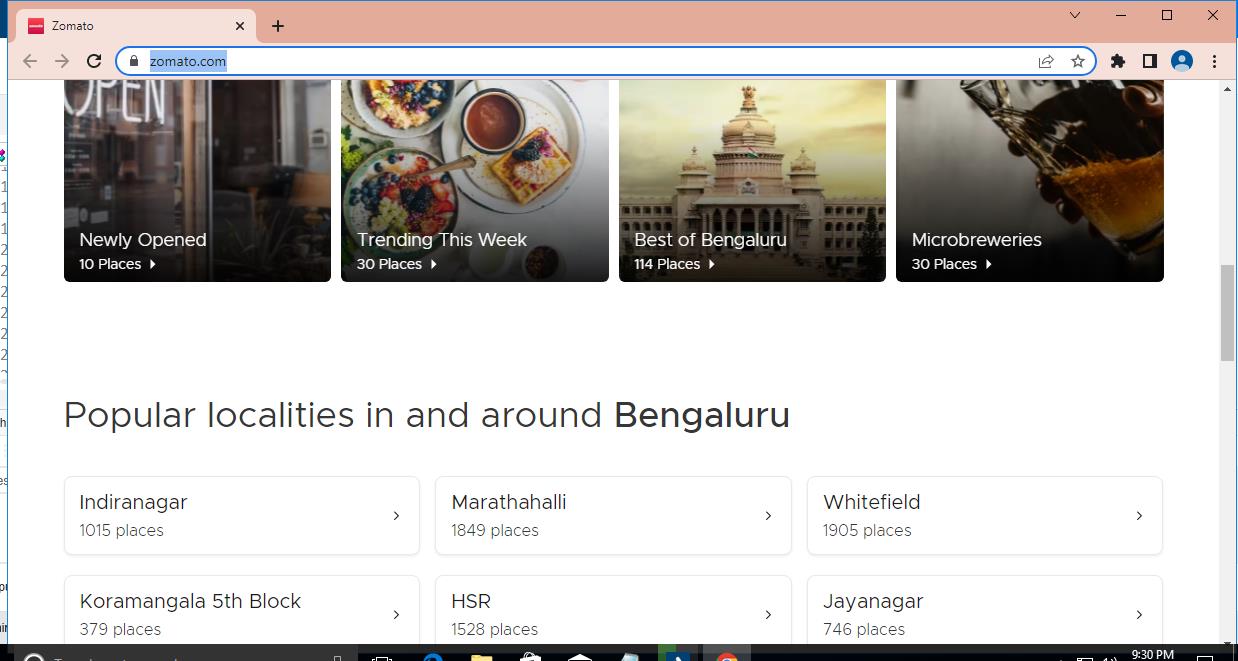 Zomato
zomato.com
OPEN
Newly Opened
10 Places
Trending This Week
30 Places
Best of Bengaluru
114 Places
Microbreweries
30 Places
Popular localities in and around Bengaluru
Indiranagar
1015 places
Marathahalli
1849 places
Whitefield
1905 places
Koramangala 5th Block
379 places
HSR
1528 places
Jayanagar
746 places
9:30 PM